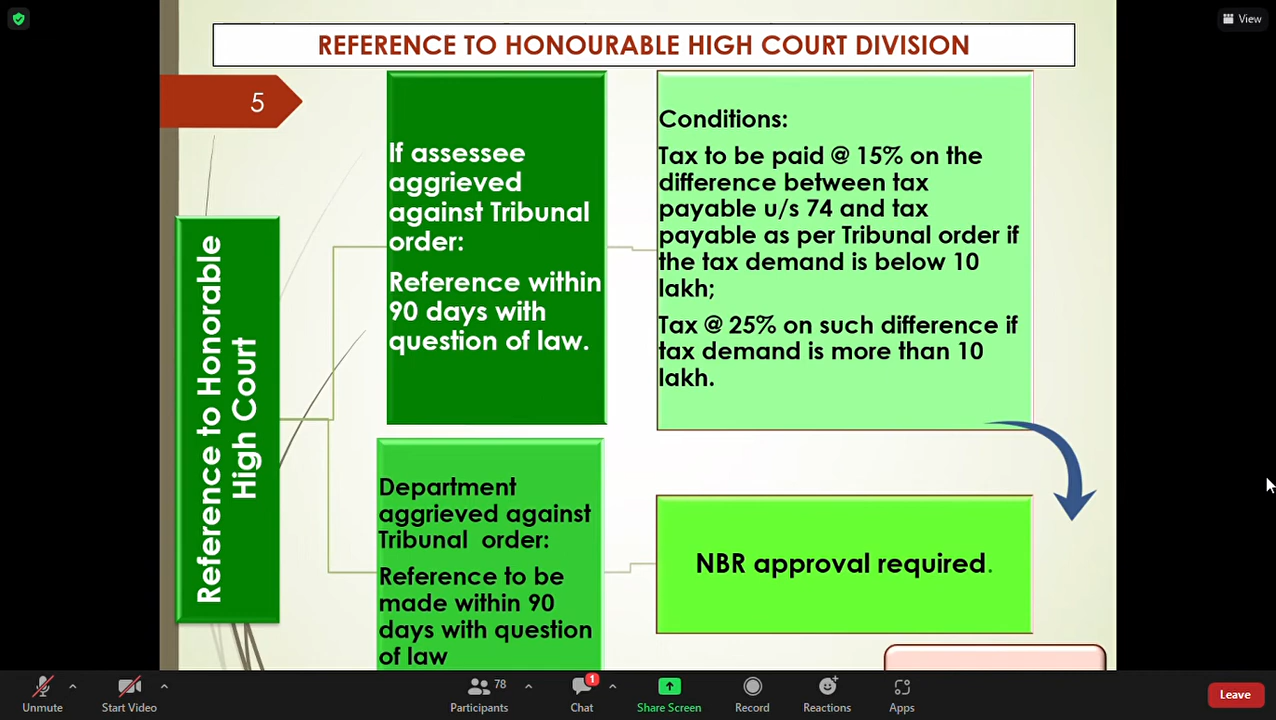 View
REFERENCE TO HONOURABLE HIGH COURT DIVISION
5
Reference to Honorable
High Court
If assessee
aggrieved
against Tribunal
order:
Reference within
90 days with
question of law.
Conditions:
Tax to be paid @ 15% on the
difference between tax
payable u/s 74 and tax
payable as per Tribunal order if
the tax demand is below 10
lakh;
Tax @ 25% on such difference if
tax demand is more than 10
lakh.
Department
aggrieved against
Tribunal order:
Reference to be
made within 90
days with question
of law
NBR approval required.
Unmute
Start Video
78
Participants
1
Chat
Share Screen
Record
Reactions
Apps
Leave